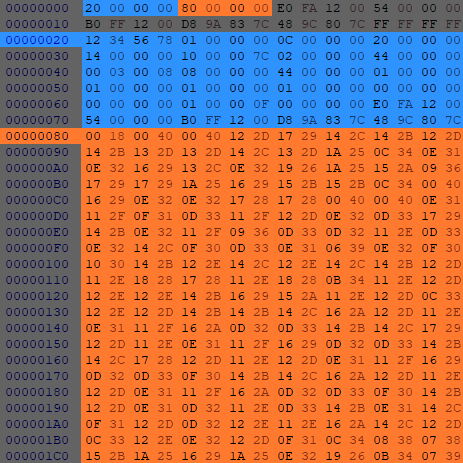 00000000 20 00 00 00 80 00 00 00 E0 FA 12 00 54 00 00 00
00000010 B0 FF 12 00 D8 9A 83 7C 48 9C 80 7C FF FF FF FF
00000020 12 34 56 78 01 00 00 00 0C 00 00 00 20 00 00 00
00000030 14 00 00 00 10 00 00 7C 02 00 00 00 44 00 00 00
00000040 00 03 00 08 08 00 00 00 44 00 00 00 01 00 00 00
00000050 01 00 00 00 01 00 00 00 01 00 00 00 00 00 00 00
00000060 00 00 00 00 01 00 00 0F 00 00 00 00 E0 FA 12 00
00000070 54 00 00 00 B0 FF 12 00 D8 9A 83 7C 48 9C 80 7C
00000080 00 18 00 40 00 40 12 2D 17 29 14 2C 14 2B 12 2D
00000090 14 2B 13 2D 13 2D 14 2C 13 2D 1A 25 0C 34 0E 31
000000A0 0E 32 16 29 13 2C 0E 32 19 26 1A 25 15 2A 09 36
000000B0 17 29 17 29 1A 25 16 29 15 2B 15 2B 0C 34 00 40
000000C0 16 29 0E 32 0E 32 17 28 17 28 00 40 00 40 0E 31
000000D0 11 2F 0F 31 0D 33 11 2F 12 2D 0E 32 0D 33 17 29
000000E0 14 2B 0E 32 11 2F 09 36 0D 33 0D 32 11 2E 0D 33
000000F0 0E 32 14 2C 0F 30 0D 33 0E 31 06 39 0E 32 0F 30
00000100 10 30 14 2B 12 2E 14 2C 12 2E 14 2C 14 2B 12 2D
00000110 11 2E 18 28 17 28 11 2E 18 28 0B 34 11 2E 12 2D
00000120 12 2E 12 2E 14 2B 16 29 15 2A 11 2E 12 2D 0C 33
00000130 12 2D 11 2E 12 2D 14 2B 14 2B 14 2C 16 2A 12 2D 11 2E
00000140 0E 31 11 2F 16 2A 0D 32 0D 33 14 2B 14 2C 17 29
00000150 12 2D 11 2E 0E 31 11 2F 16 29 0D 32 0D 33 14 2B
00000160 14 2C 17 28 12 2D 11 2E 12 2D 0E 31 11 2F 16 29
00000170 0D 32 0D 33 0F 30 14 2B 14 2C 16 2A 12 2D 11 2E
00000180 12 2D 0E 31 11 2F 16 2A 0D 32 0D 33 0F 30 14 2B
00000190 12 2D 0E 31 0D 32 11 2E 0D 33 14 2B 0E 31 14 2C
000001A0 0F 31 12 2D 0D 32 12 2E 11 2E 16 2A 14 2C 12 2D
000001B0 0C 33 12 2E 0E 0E 12 2D 0F 31 0C 34 08 38 07 38
000001C0 15 2B 1A 25 16 29 1A 25 0E 32 19 26 0B 34 07 39